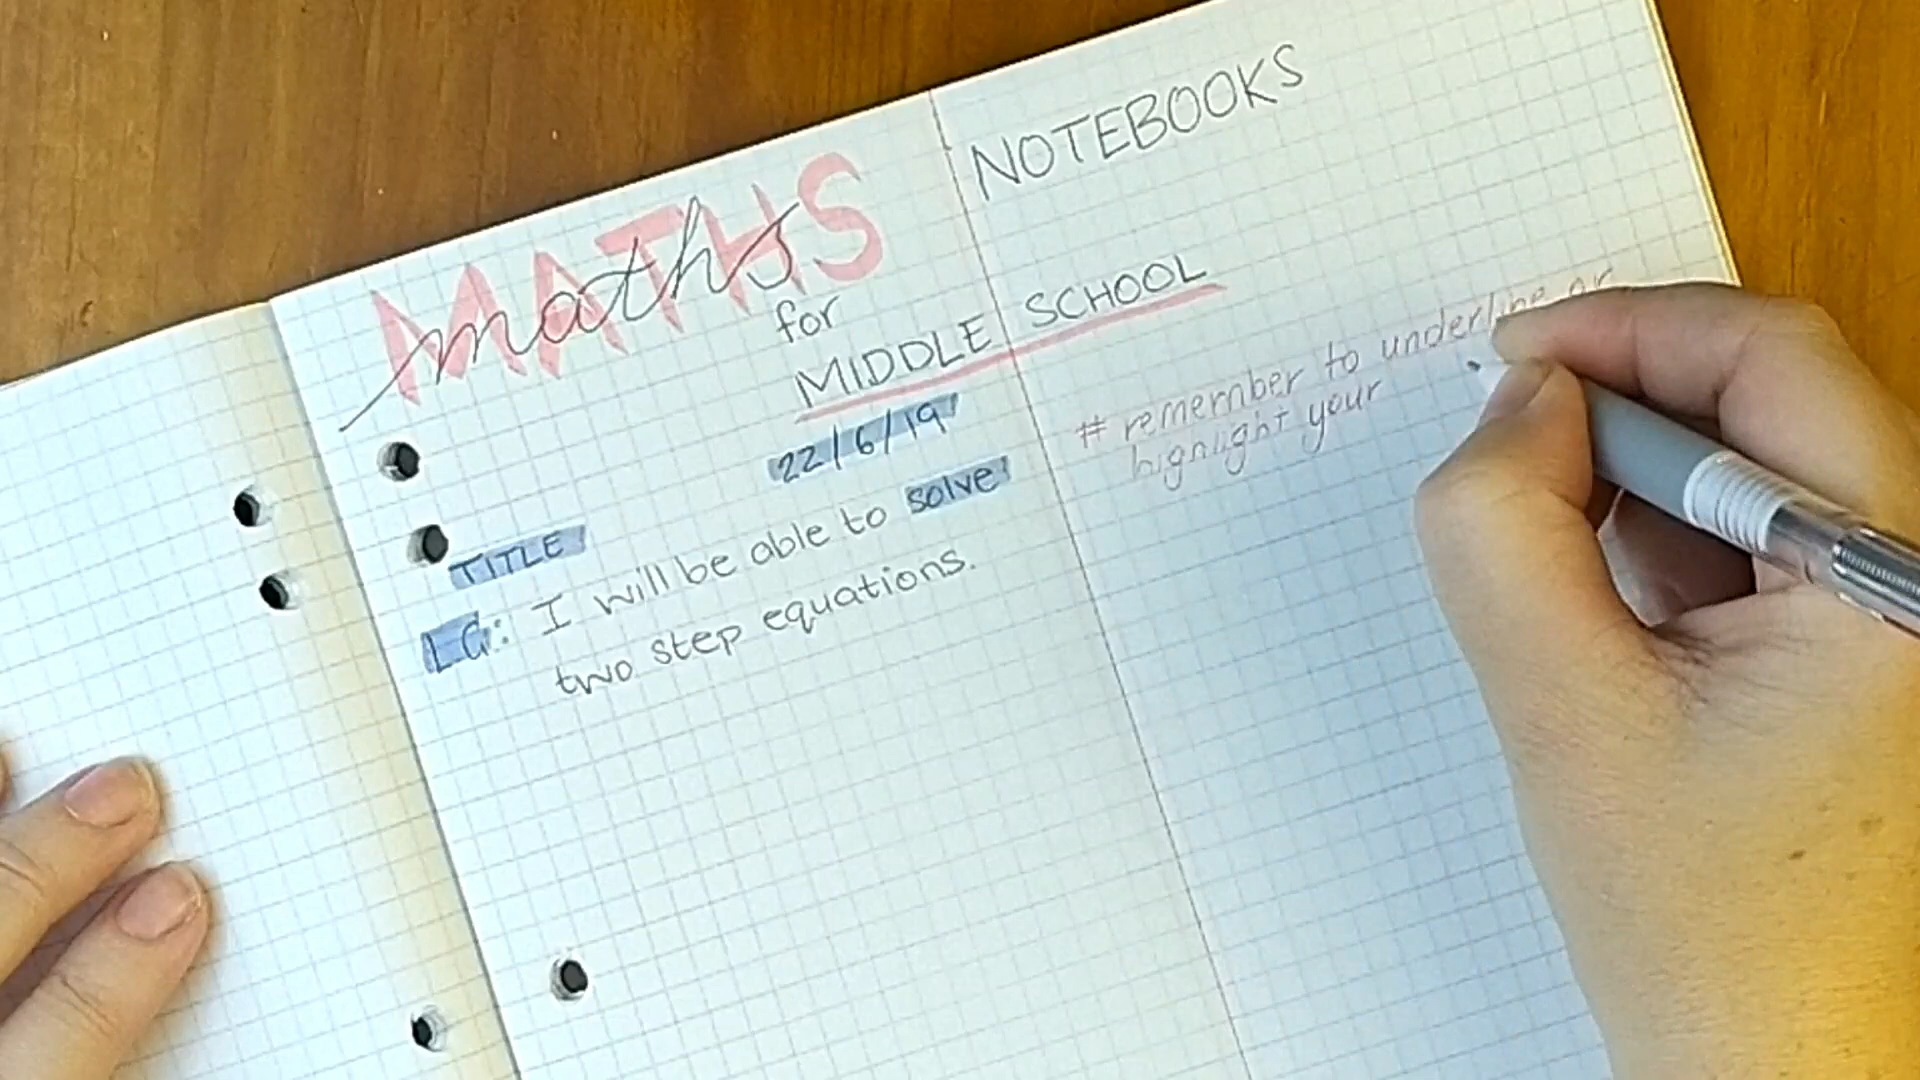 MATHS
maths
NOTEBOOKS
for
MIDDLE SCHOOL
22/6/19
TITLE
LG: I will be able to solve
two step equations.
# remember to underline or
highlight your